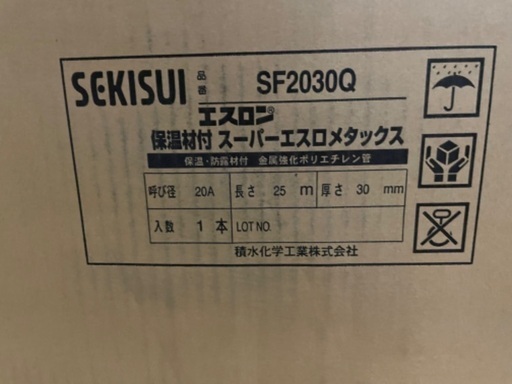 SEKISUI 品番 SF2030Q
エスロン®
保温材付 スーパーエスロメタックス
保温・防露材付 金属強化ポリエチレン管
呼び径 20A 長さ 25 m 厚さ 30 mm
入数 1 本 LOT NO.
積水化学工業株式会社